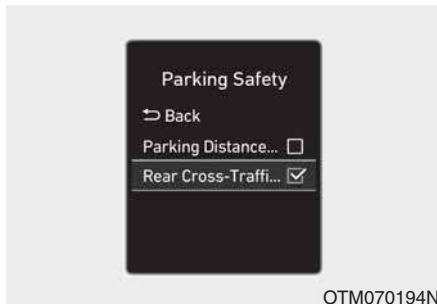 Parking Safety
Back
Parking Distance...
Rear Cross-Traffi...
OTM070194N